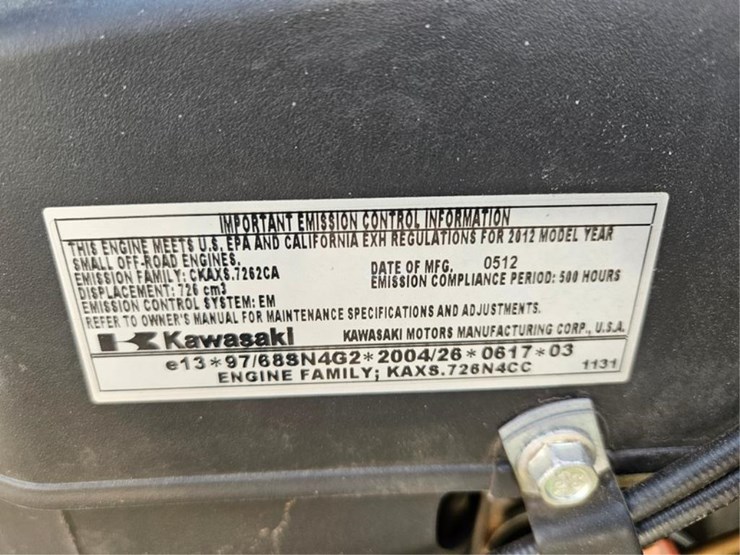 IMPORTANT EMISSION CONTROL INFORMATION
THIS ENGINE MEETS U.S. EPA AND CALIFORNIA EXH REGULATIONS FOR 2012 MODEL YEAR
SMALL OFF-ROAD ENGINES.
EMISSION FAMILY: CKAXS.7262CA DATE OF MFG. 0512
DISPLACEMENT: 726 cm3 EMISSION COMPLIANCE PERIOD: 500 HOURS
EMISSION CONTROL SYSTEM: EM
REFER TO OWNER'S MANUAL FOR MAINTENANCE SPECIFICATIONS AND ADJUSTMENTS.
Kawasaki KAWASAKI MOTORS MANUFACTURING CORP., U.S.A.
e13*97/68SN4G2*2004/26*0617*03
ENGINE FAMILY; KAXS.726N4CC 1131